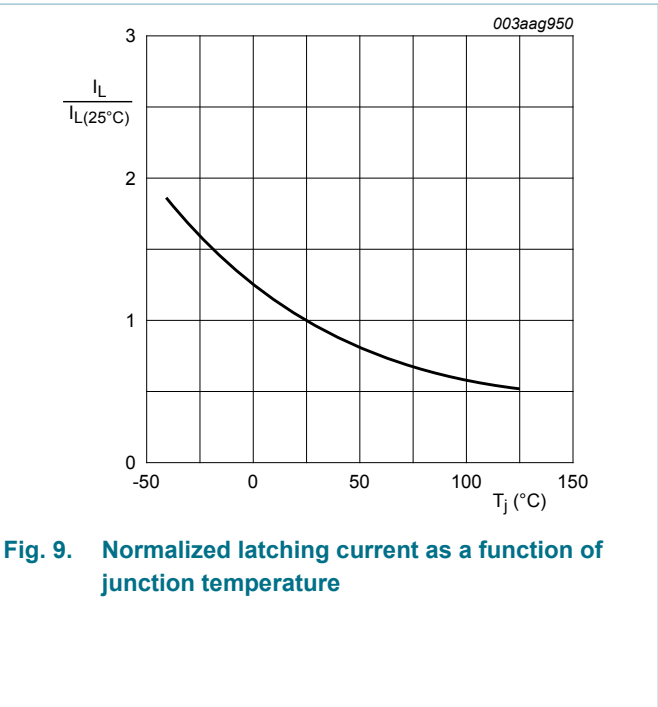 003aag950
3
I_L
I_L(25°C)
2
1
0
-50 0 50 100 150
T_j (°C)
Fig. 9. Normalized latching current as a function of
junction temperature